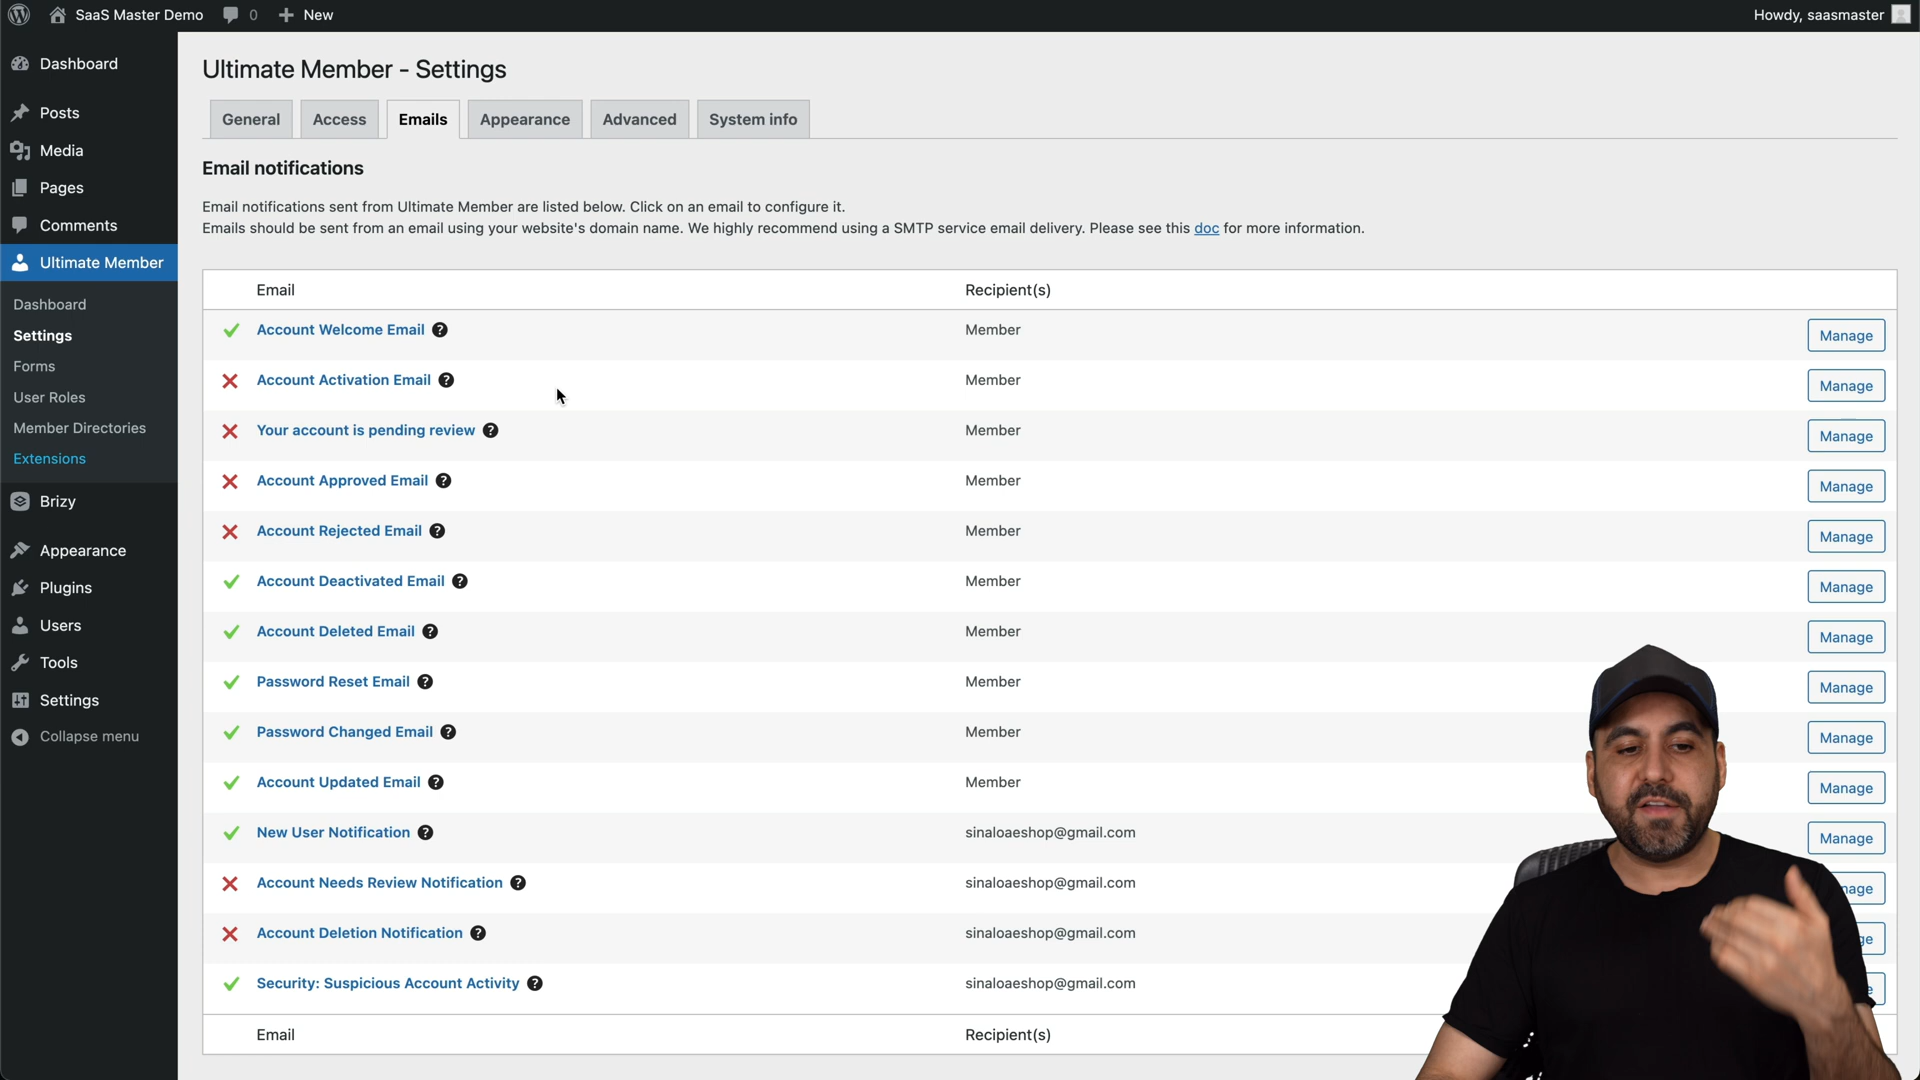 SaaS Master Demo
0
New
Howdy, saasmaster
Dashboard
Posts
Media
Pages
Comments
Ultimate Member
Dashboard
Settings
Forms
User Roles
Member Directories
Extensions
Brizy
Appearance
Plugins
Users
Tools
Settings
Collapse menu
Ultimate Member - Settings
General
Access
Emails
Appearance
Advanced
System info
Email notifications
Email notifications sent from Ultimate Member are listed below. Click on an email to configure it.
Emails should be sent from an email using your website's domain name. We highly recommend using a SMTP service email delivery. Please see this doc for more information.
Email Recipient(s)
Account Welcome Email ? Member Manage
Account Activation Email ? Member Manage
Your account is pending review ? Member Manage
Account Approved Email ? Member Manage
Account Rejected Email ? Member Manage
Account Deactivated Email ? Member Manage
Account Deleted Email ? Member Manage
Password Reset Email ? Member Manage
Password Changed Email ? Member Manage
Account Updated Email ? Member Manage
New User Notification ? sinaloaeshop@gmail.com Manage
Account Needs Review Notification ? sinaloaeshop@gmail.com
Account Deletion Notification ? sinaloaeshop@gmail.com
Security: Suspicious Account Activity ? sinaloaeshop@gmail.com
Email Recipient(s)